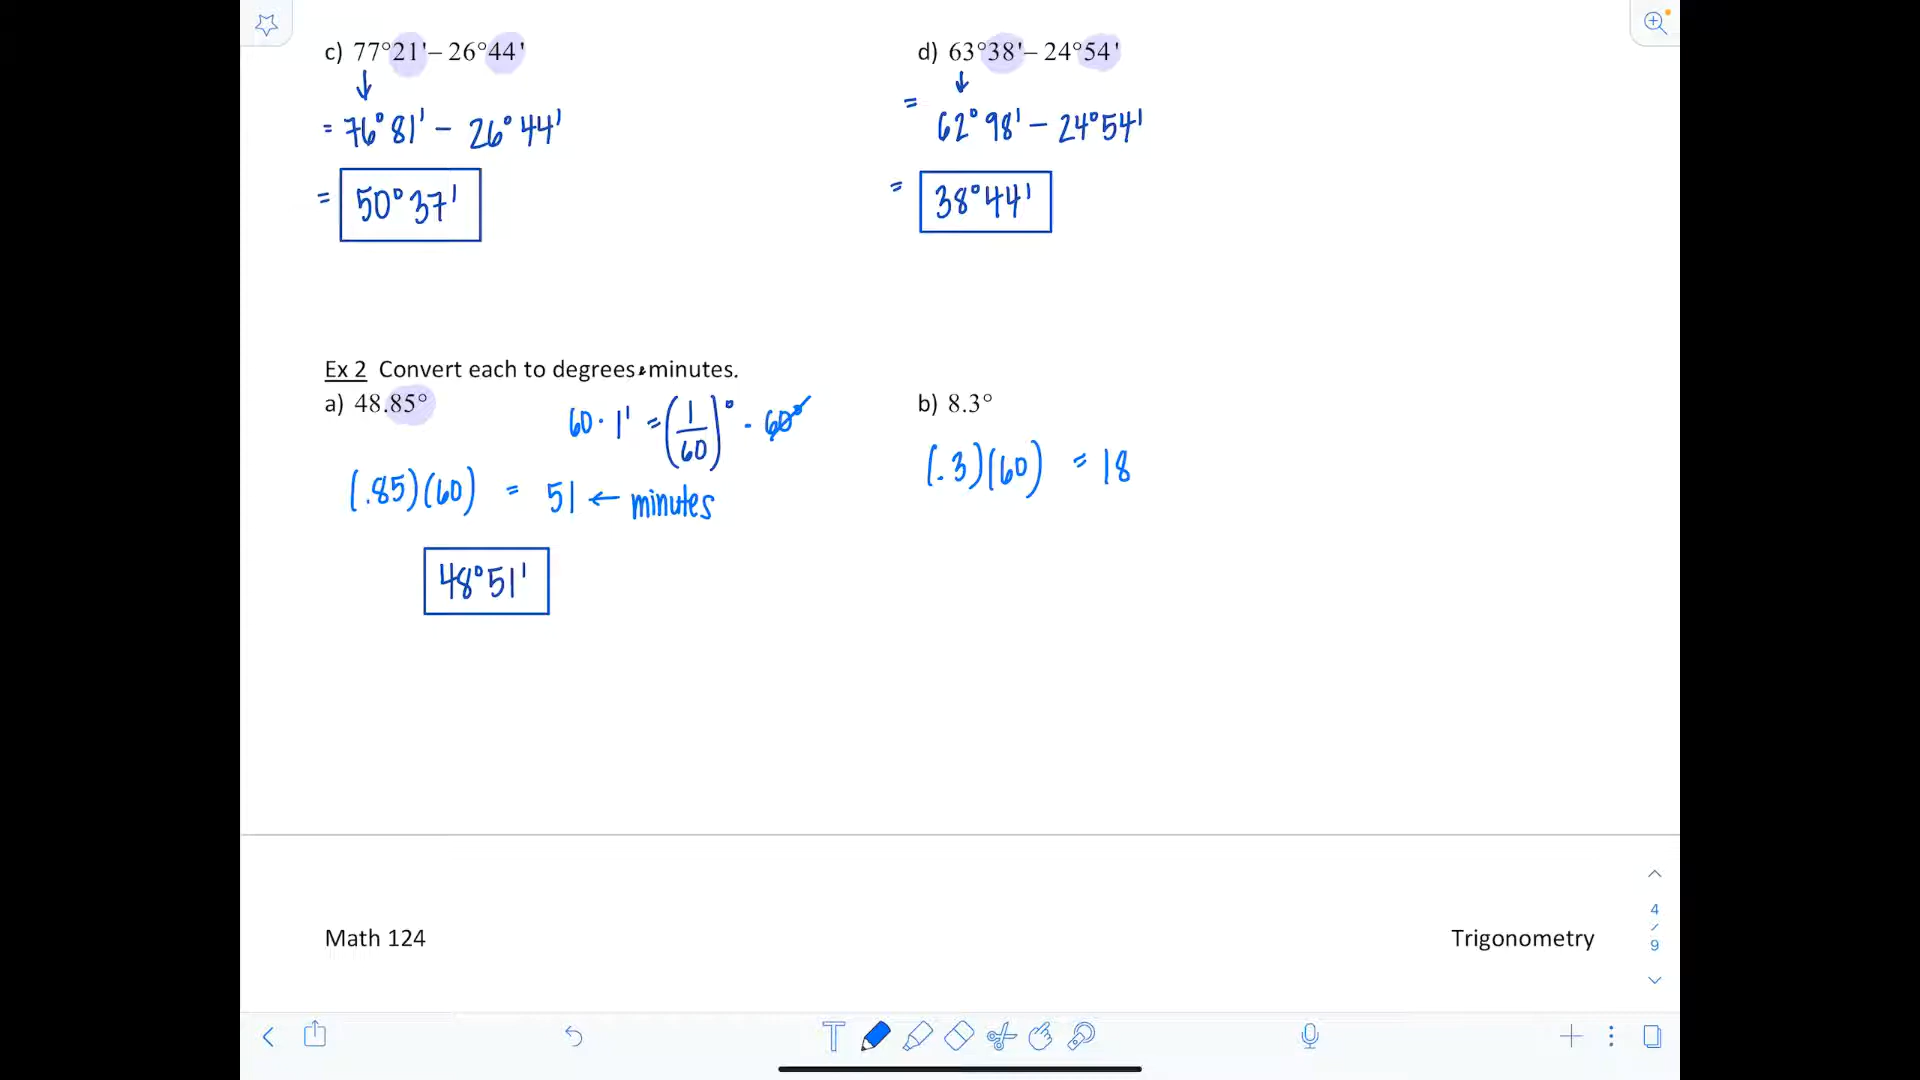 c) 77°21'– 26°44'
= 76°81' − 26°44'
= 50°37'
d) 63°38'– 24°54'
= 62°98' − 24°54'
= 38°44'
Ex 2 Convert each to degrees & minutes.
a) 48.85°
60 · 1' = (1/60)° · 60°
(.85)(60) = 51 ← minutes
48°51'
b) 8.3°
(.3)(60) = 18
Math 124
Trigonometry
4
/
9
T